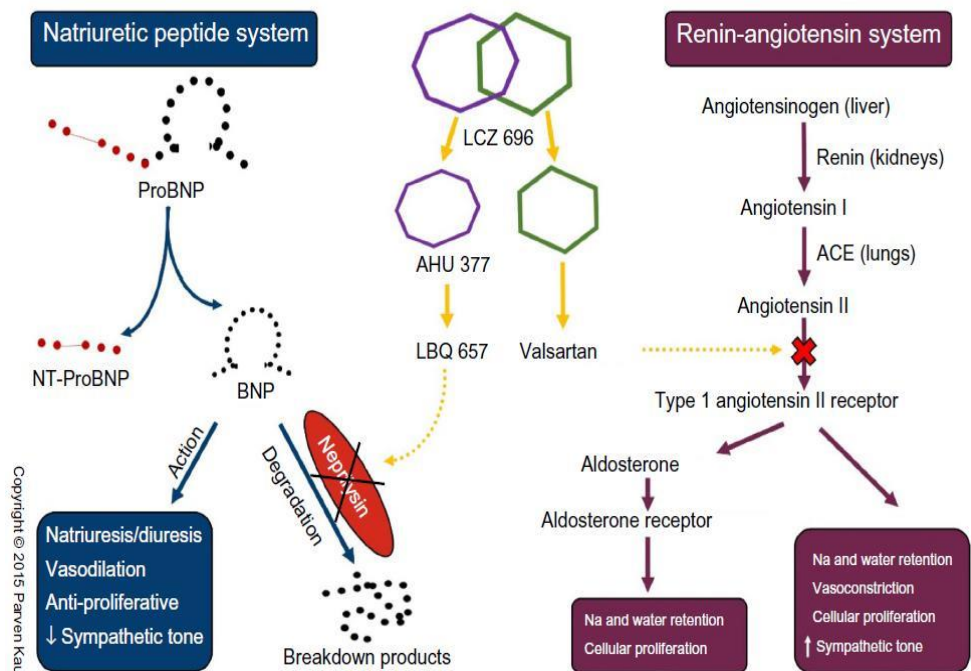 Natriuretic peptide system
ProBNP
NT-ProBNP
BNP
Action
Degradation
Neprilysin
Natriuresis/diuresis
Vasodilation
Anti-proliferative
↓ Sympathetic tone
Breakdown products
LCZ 696
AHU 377
LBQ 657
Valsartan
Renin-angiotensin system
Angiotensinogen (liver)
Renin (kidneys)
Angiotensin I
ACE (lungs)
Angiotensin II
Type 1 angiotensin II receptor
Aldosterone
Aldosterone receptor
Na and water retention
Cellular proliferation
Na and water retention
Vasoconstriction
Cellular proliferation
↑ Sympathetic tone
Copyright © 2015 Parven Kau